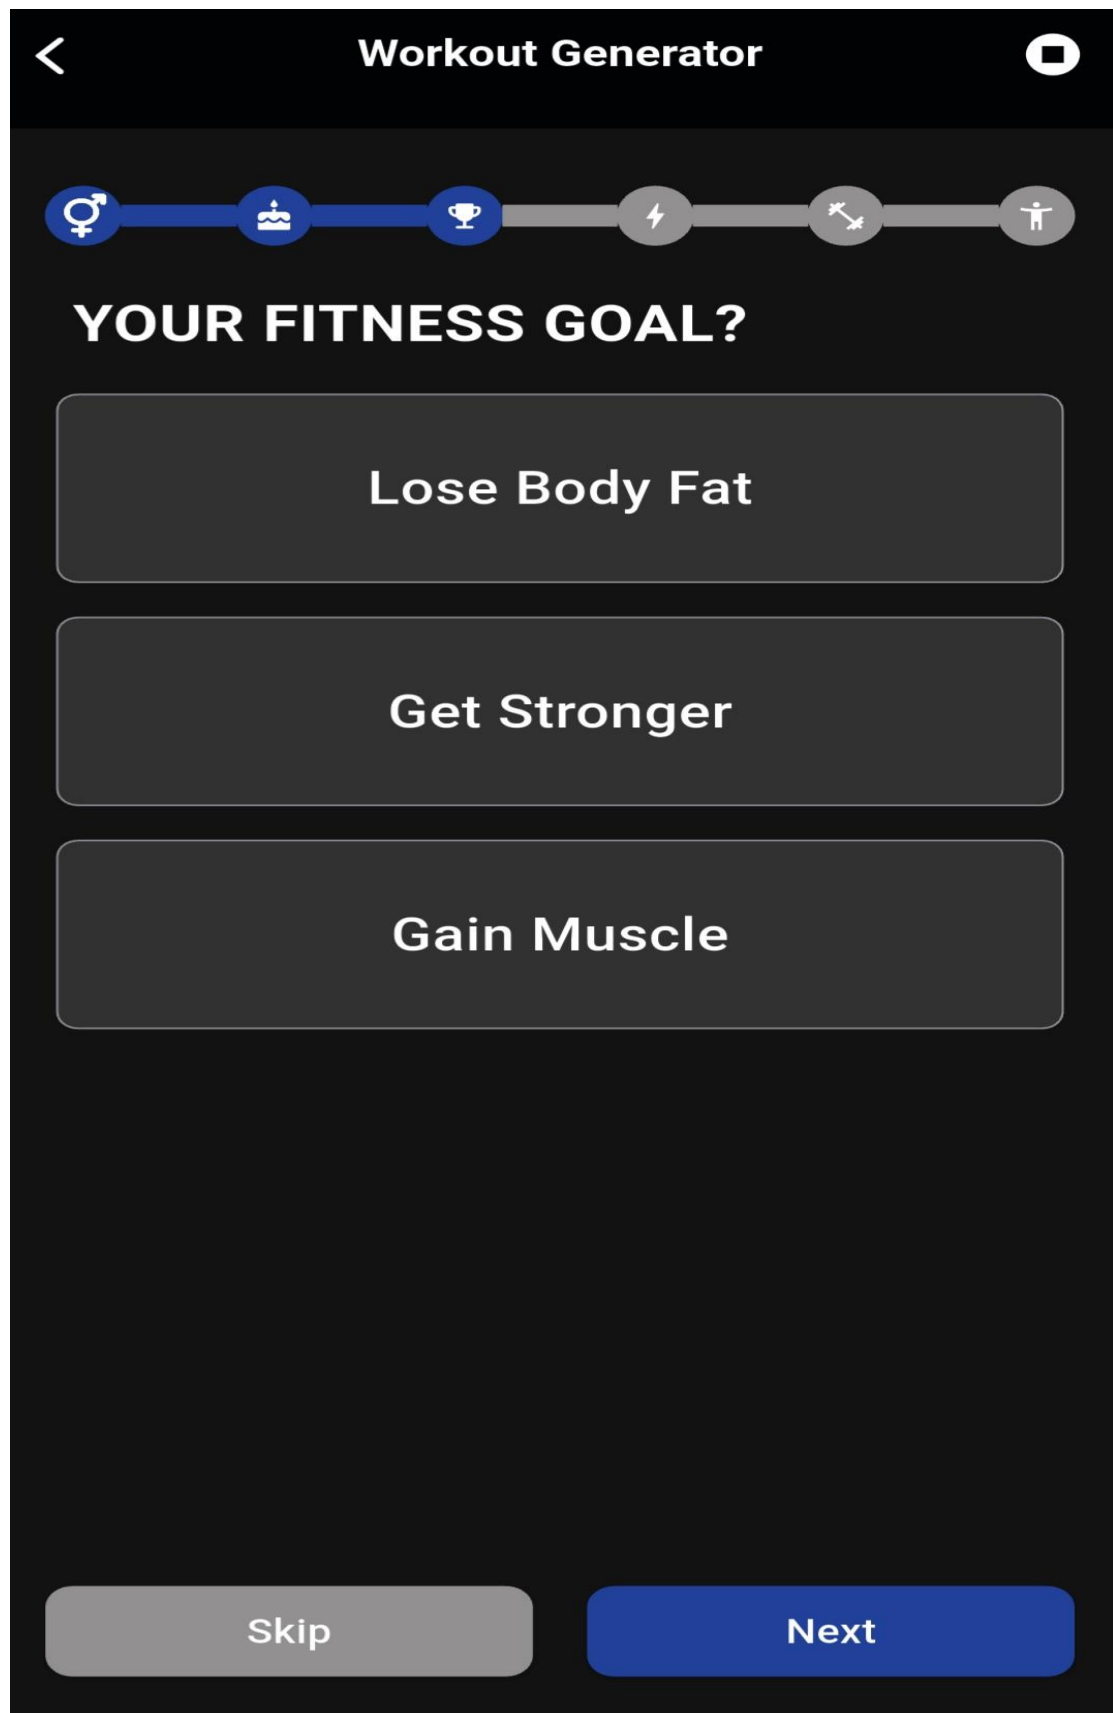 Workout Generator
YOUR FITNESS GOAL?
Lose Body Fat
Get Stronger
Gain Muscle
Skip
Next